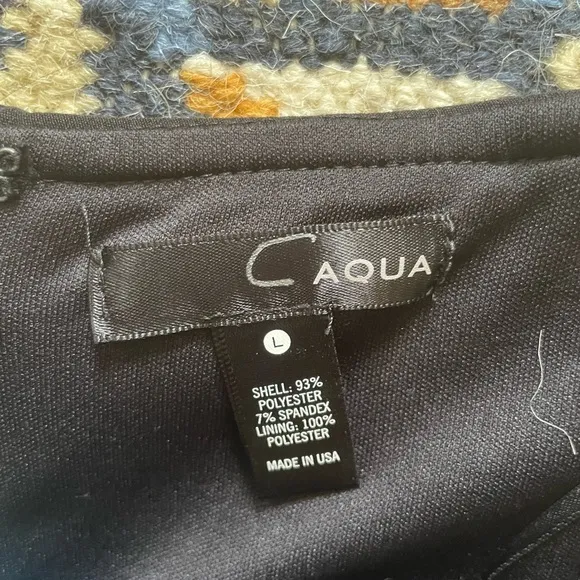 AQUA
L
SHELL: 93%
POLYESTER
7% SPANDEX
LINING: 100%
POLYESTER
MADE IN USA